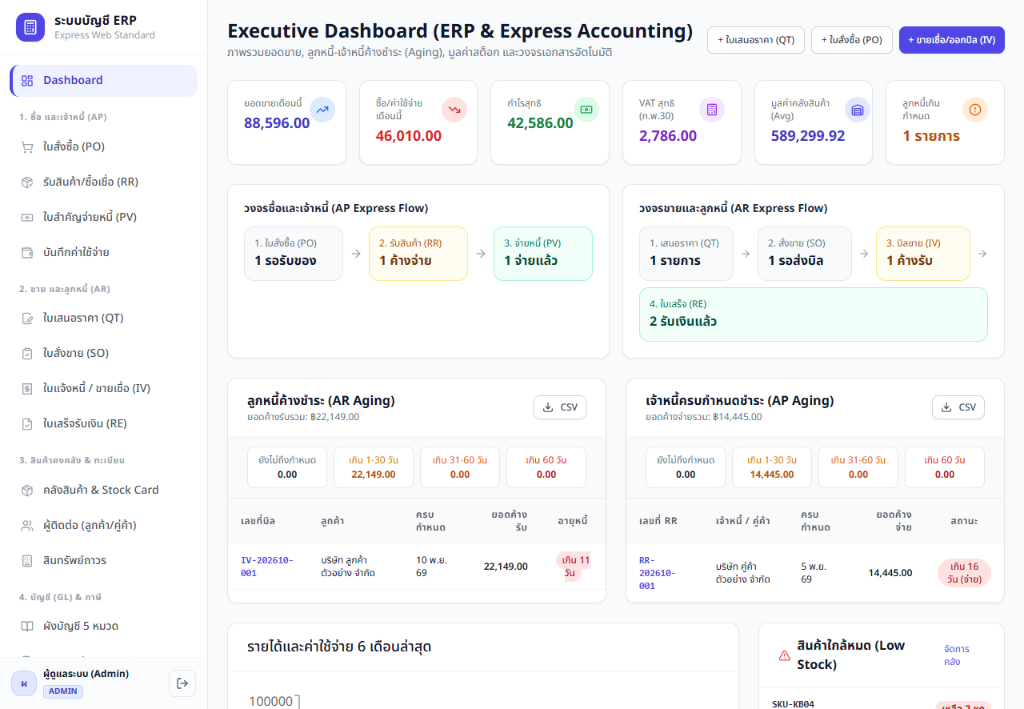 ระบบบัญชี ERP
Express Web Standard
Dashboard
1. ซื้อ และเจ้าหนี้ (AP)
ใบสั่งซื้อ (PO)
รับสินค้า/ซื้อเชื่อ (RR)
ใบสำคัญจ่ายหนี้ (PV)
บันทึกค่าใช้จ่าย
2. ขาย และลูกหนี้ (AR)
ใบเสนอราคา (QT)
ใบสั่งขาย (SO)
ใบแจ้งหนี้ / ขายเชื่อ (IV)
ใบเสร็จรับเงิน (RE)
3. สินค้าคงคลัง & ทะเบียน
คลังสินค้า & Stock Card
ผู้ติดต่อ (ลูกค้า/คู่ค้า)
สินทรัพย์ถาวร
4. บัญชี (GL) & ภาษี
ผังบัญชี 5 หมวด
ผ
ผู้ดูแลระบบ (Admin)
ADMIN
Executive Dashboard (ERP & Express Accounting)
ภาพรวมยอดขาย, ลูกหนี้-เจ้าหนี้ค้างชำระ (Aging), มูลค่าสต็อก และวงจรเอกสารอัตโนมัติ
+ ใบเสนอราคา (QT)
+ ใบสั่งซื้อ (PO)
+ ขายเชื่อ/ออกบิล (IV)
ยอดขายเดือนนี้
88,596.00
ซื้อ/ค่าใช้จ่าย
เดือนนี้
46,010.00
กำไรสุทธิ
42,586.00
VAT สุทธิ
(ภ.พ.30)
2,786.00
มูลค่าคลังสินค้า
(Avg)
589,299.92
ลูกหนี้เกิน
กำหนด
1 รายการ
วงจรซื้อและเจ้าหนี้ (AP Express Flow)
1. ใบสั่งซื้อ (PO)
1 รอรับของ
2. รับสินค้า (RR)
1 ค้างจ่าย
3. จ่ายหนี้ (PV)
1 จ่ายแล้ว
วงจรขายและลูกหนี้ (AR Express Flow)
1. เสนอราคา (QT)
1 รายการ
2. สั่งขาย (SO)
1 รอส่งบิล
3. บิลขาย (IV)
1 ค้างรับ
4. ใบเสร็จ (RE)
2 รับเงินแล้ว
ลูกหนี้ค้างชำระ (AR Aging)
ยอดค้างรับรวม: ฿22,149.00
CSV
ยังไม่ถึงกำหนด
0.00
เกิน 1-30 วัน
22,149.00
เกิน 31-60 วัน
0.00
เกิน 60 วัน
0.00
เลขที่บิล ลูกค้า ครบกำหนด ยอดค้างรับ อายุหนี้
IV-202610-001
บริษัท ลูกค้า
ตัวอย่าง จำกัด
10 พ.ย.
69
22,149.00
เกิน 11
วัน
เจ้าหนี้ครบกำหนดชำระ (AP Aging)
ยอดค้างจ่ายรวม: ฿14,445.00
CSV
ยังไม่ถึงกำหนด
0.00
เกิน 1-30 วัน
14,445.00
เกิน 31-60 วัน
0.00
เกิน 60 วัน
0.00
เลขที่ RR เจ้าหนี้ / คู่ค้า ครบกำหนด ยอดค้างจ่าย สถานะ
RR-202610-001
บริษัท คู่ค้า
ตัวอย่าง จำกัด
5 พ.ย.
69
14,445.00
เกิน 16
วัน (จ่าย)
รายได้และค่าใช้จ่าย 6 เดือนล่าสุด
100000
สินค้าใกล้หมด (Low
Stock)
จัดการ
คลัง
SKU-KB04